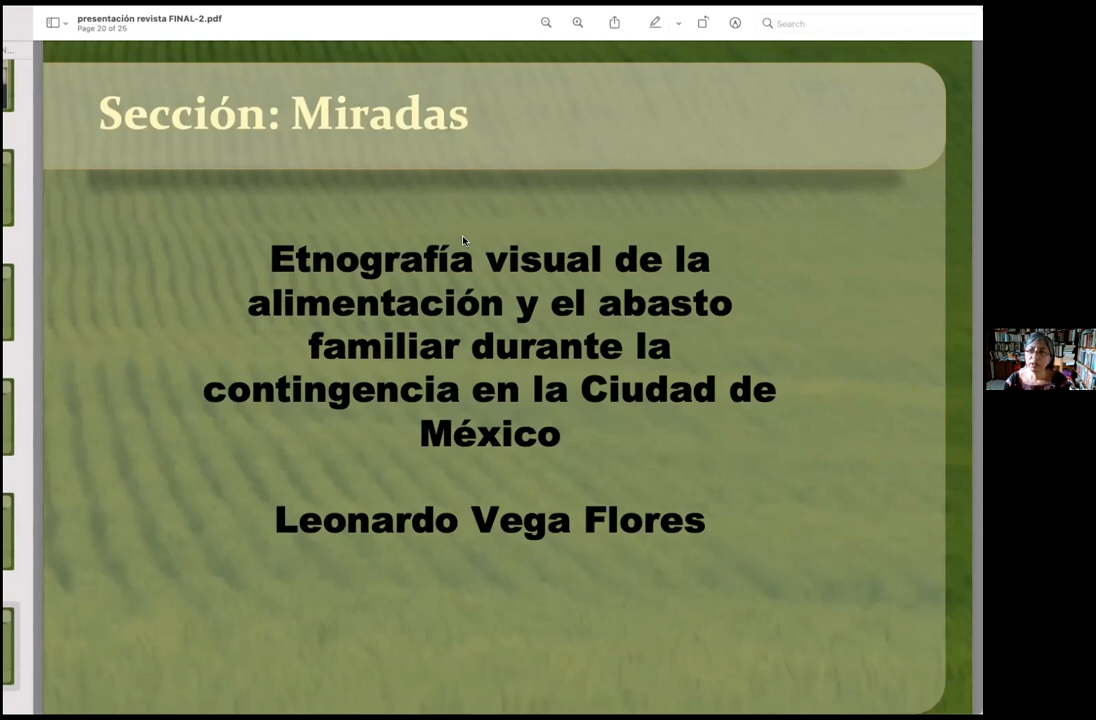 presentación revista FINAL-2.pdf
Page 20 of 25
Search
N...
Sección: Miradas
Etnografía visual de la
alimentación y el abasto
familiar durante la
contingencia en la Ciudad de
México
Leonardo Vega Flores